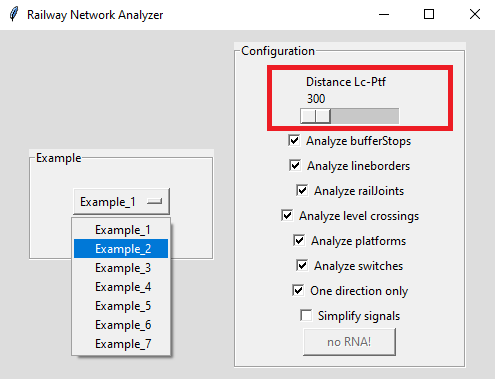 Railway Network Analyzer
Example
Example_1
Example_1
Example_2
Example_3
Example_4
Example_5
Example_6
Example_7
Configuration
Distance Lc-Ptf
300
Analyze bufferStops
Analyze lineborders
Analyze railJoints
Analyze level crossings
Analyze platforms
Analyze switches
One direction only
Simplify signals
no RNA!